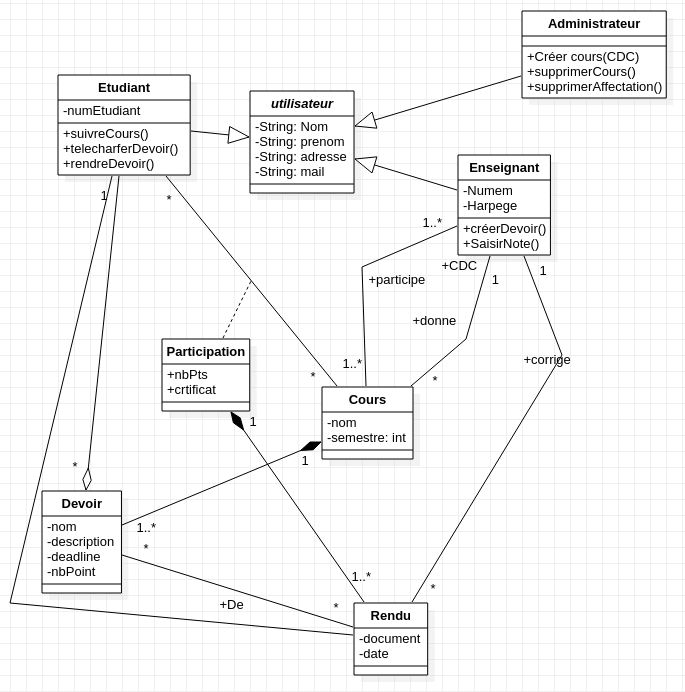 Administrateur
+Créer cours(CDC)
+supprimerCours()
+supprimerAffectation()
Etudiant
-numEtudiant
+suivreCours()
+telecharferDevoir()
+rendreDevoir()
utilisateur
-String: Nom
-String: prenom
-String: adresse
-String: mail
Enseignant
-Numem
-Harpege
+créerDevoir()
+SaisirNote()
1
*
1..*
+CDC
1
1
+participe
+donne
+corrige
Participation
+nbPts
+crtificat
1..*
*
*
Cours
-nom
-semestre: int
1
1
*
Devoir
-nom
-description
-deadline
-nbPoint
1..*
*
1..*
*
+De
*
Rendu
-document
-date